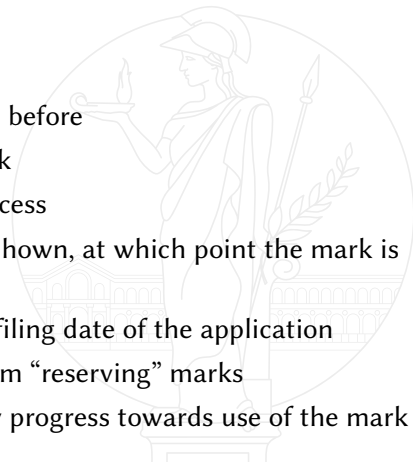 before
cess
hown, at which point the mark is
filing date of the application
m “reserving” marks
progress towards use of the mark